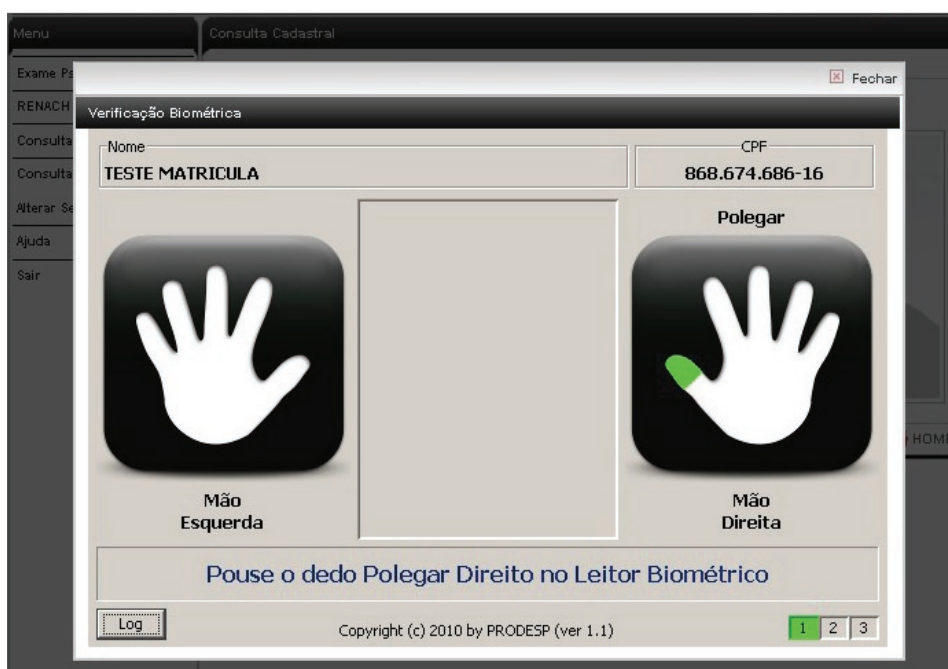 Menu
Consulta Cadastral
Exame Ps
RENACH
Consulta
Consulta
Alterar Se
Ajuda
Sair
Fechar
Verificação Biométrica
Nome
TESTE MATRICULA
CPF
868.674.686-16
Polegar
Mão
Esquerda
Mão
Direita
HOM
Pouse o dedo Polegar Direito no Leitor Biométrico
Log
Copyright (c) 2010 by PRODESP (ver 1.1)
1 2 3